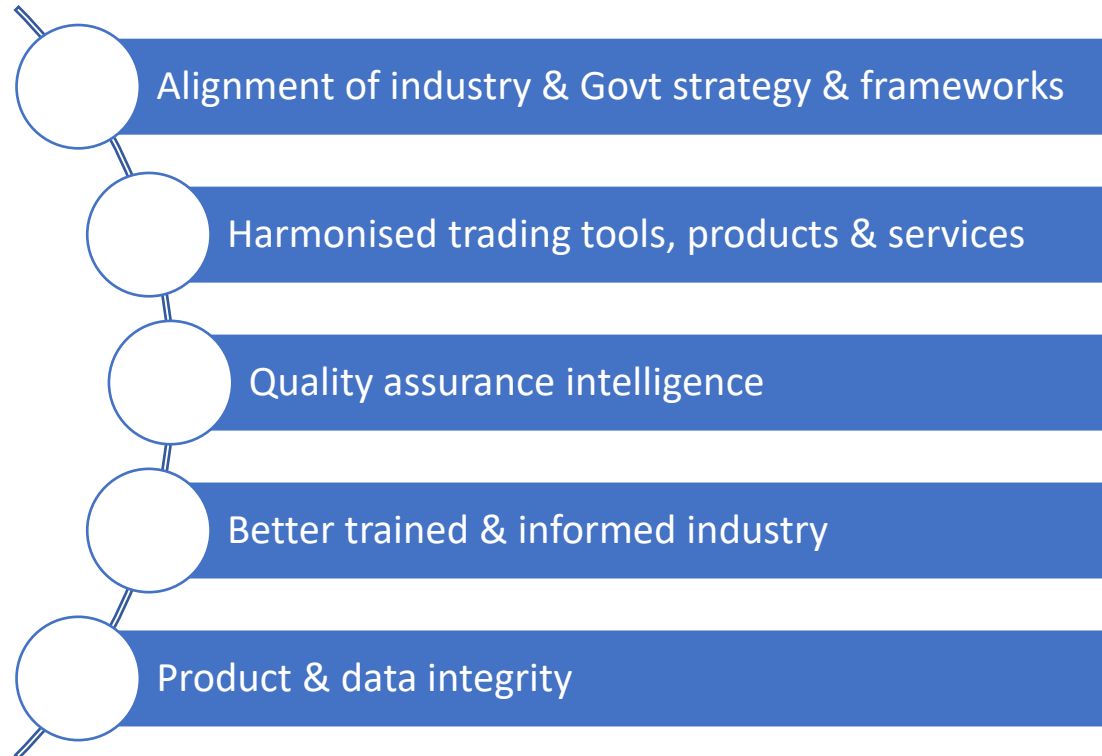 Alignment of industry & Govt strategy & frameworks
Harmonised trading tools, products & services
Quality assurance intelligence
Better trained & informed industry
Product & data integrity